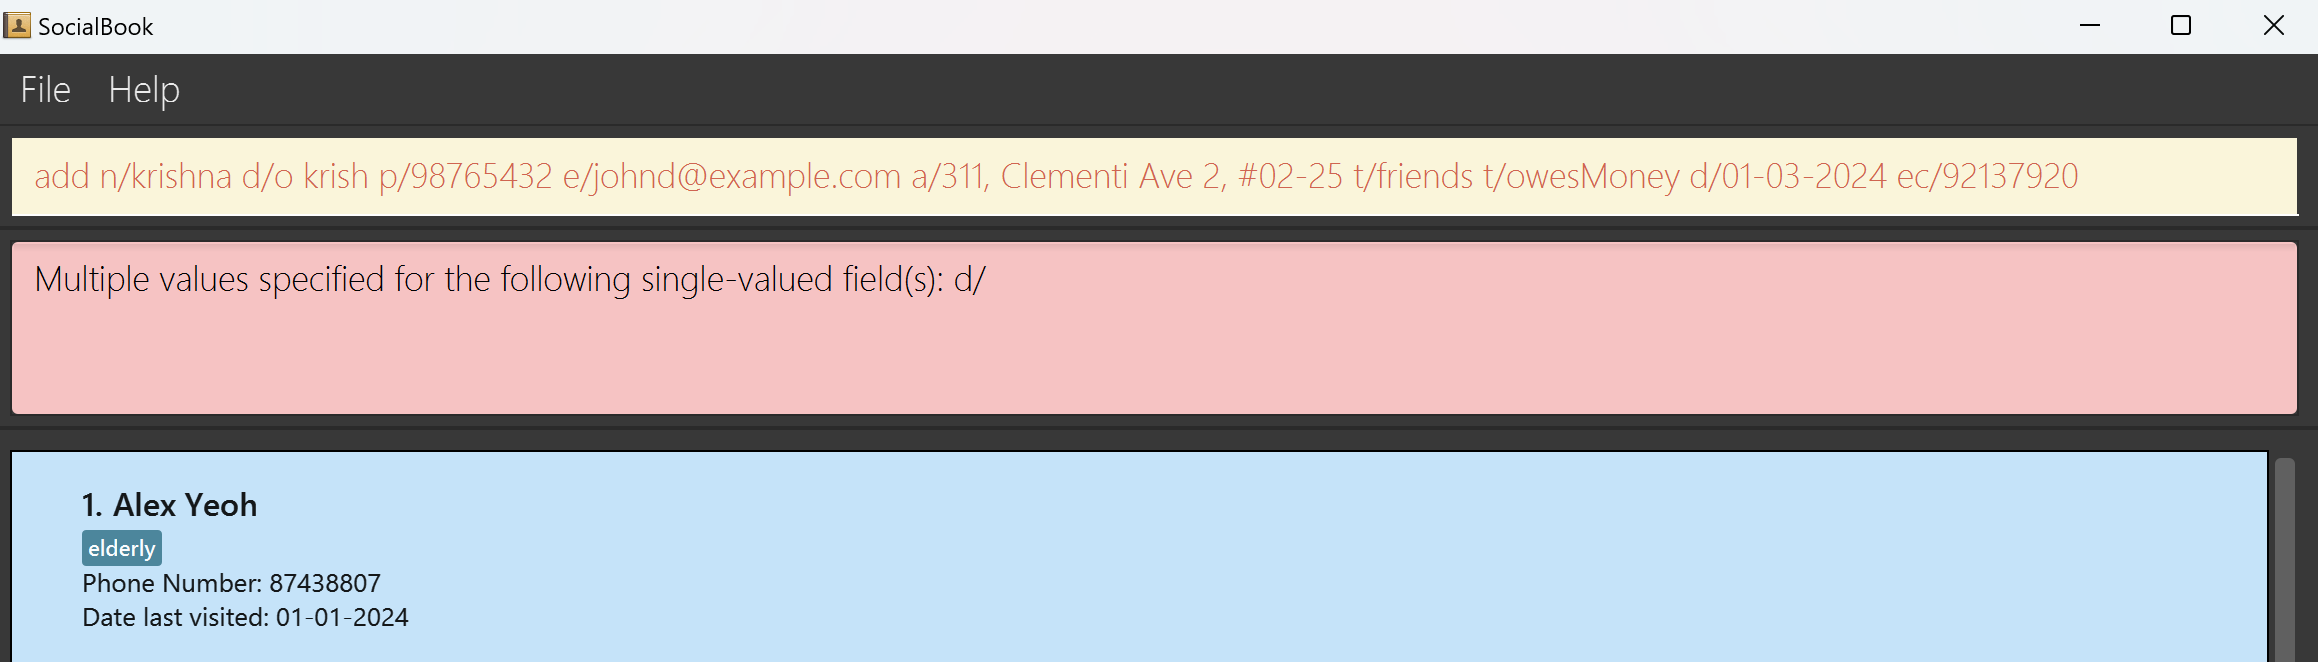 SocialBook
File Help
add n/krishna d/o krish p/98765432 e/johnd@example.com a/311, Clementi Ave 2, #02-25 t/friends t/owesMoney d/01-03-2024 ec/92137920
Multiple values specified for the following single-valued field(s): d/
1. Alex Yeoh
elderly
Phone Number: 87438807
Date last visited: 01-01-2024